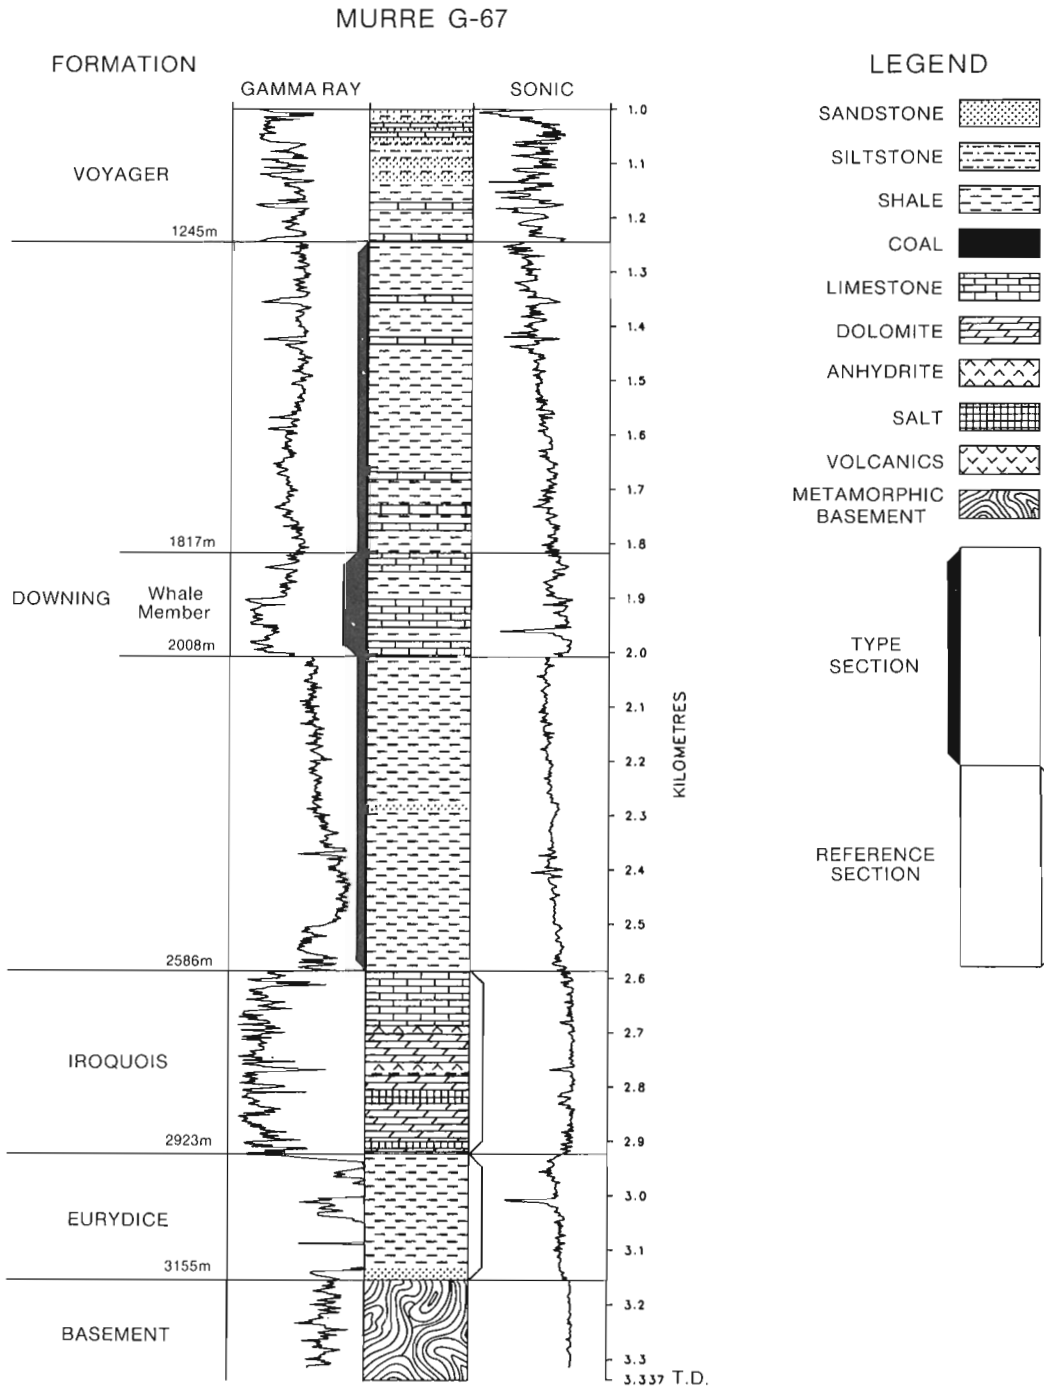 MURRE G-67
FORMATION
GAMMA RAY
SONIC
VOYAGER
1245m
1817m
DOWNING
Whale
Member
2008m
2586m
IROQUOIS
2923m
EURYDICE
3155m
BASEMENT
1.0
1.1
1.2
1.3
1.4
1.5
1.6
1.7
1.8
1.9
2.0
2.1
2.2
2.3
2.4
2.5
2.6
2.7
2.8
2.9
3.0
3.1
3.2
3.3
3.337 T.D.
KILOMETRES
LEGEND
SANDSTONE
SILTSTONE
SHALE
COAL
LIMESTONE
DOLOMITE
ANHYDRITE
SALT
VOLCANICS
METAMORPHIC
BASEMENT
TYPE
SECTION
REFERENCE
SECTION